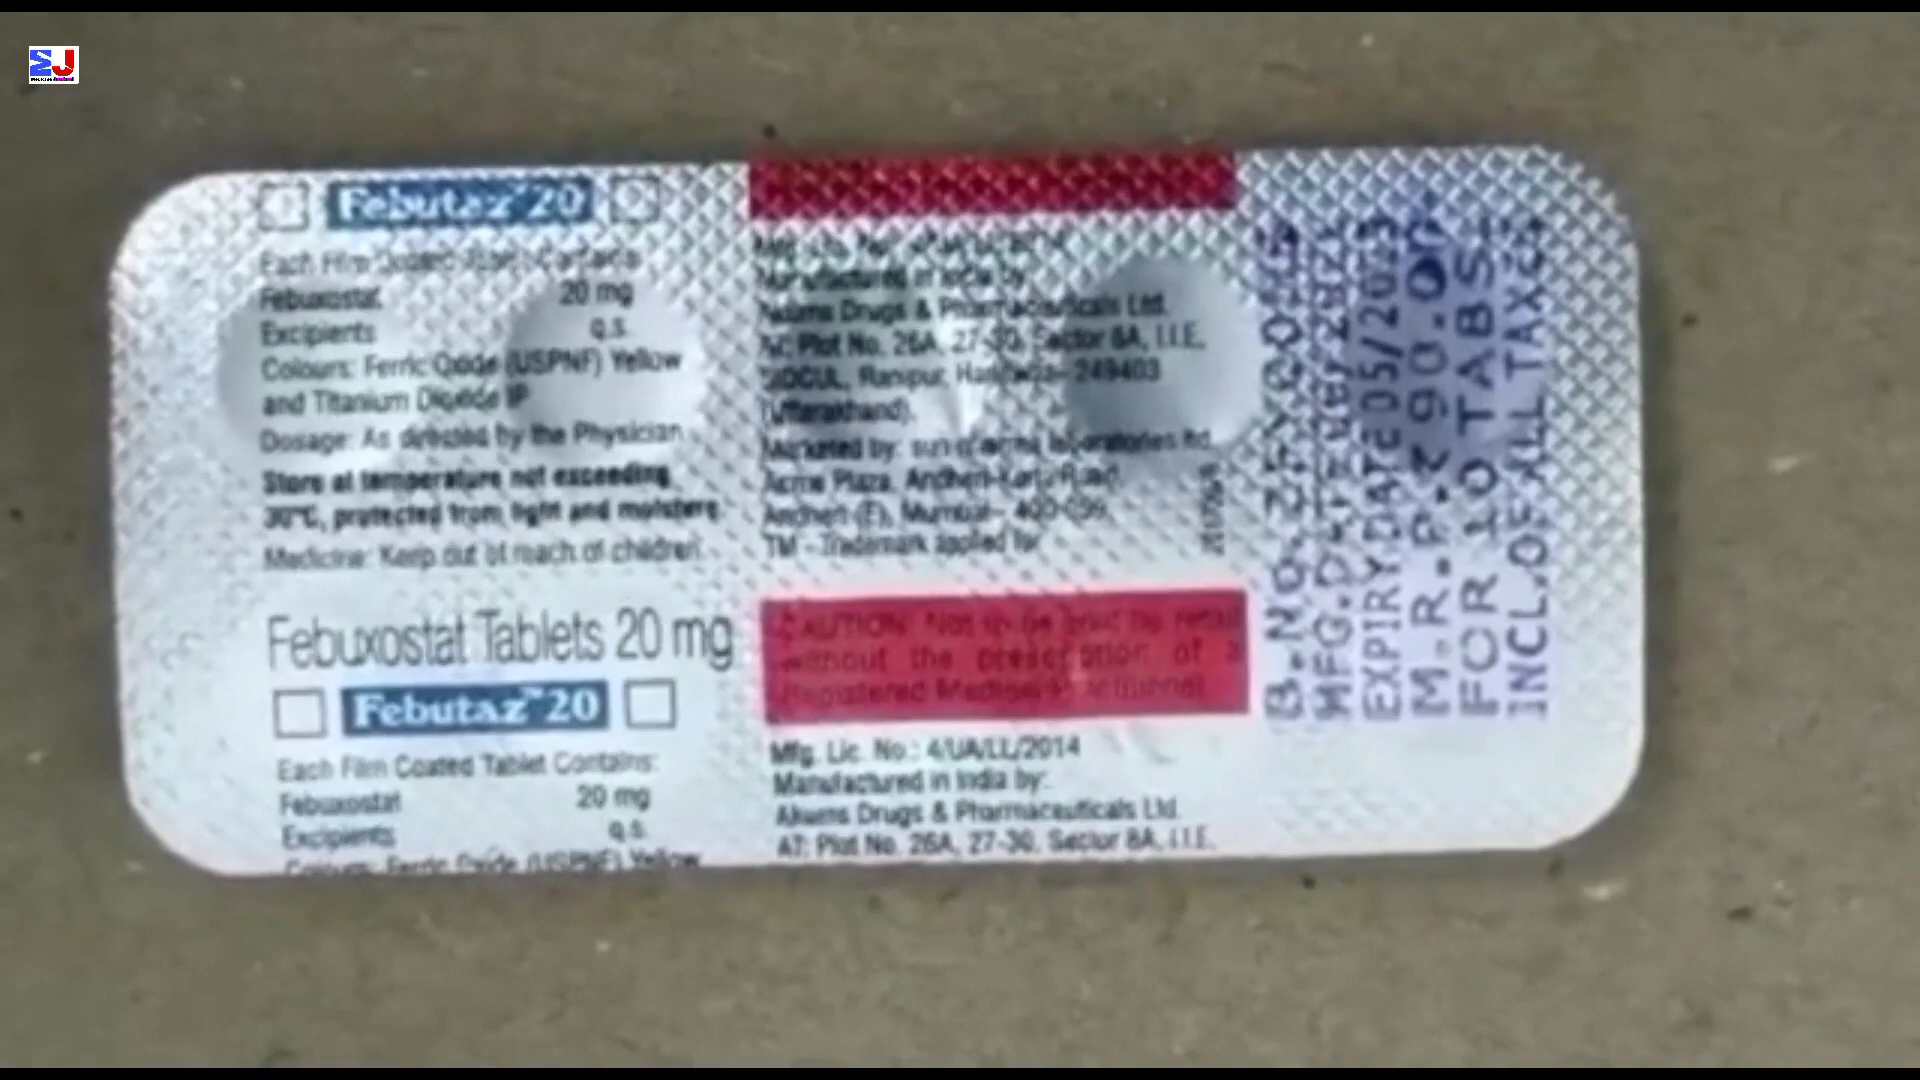 Febutaz 20
Each Film Coated Tablet Contains
Febuxostat 20 mg
Excipients q.s.
Colours: Ferric Oxide (USPNF) Yellow
and Titanium Dioxide IP
Dosage: As directed by the Physician
Store at temperature not exceeding
30°C, protected from light and moisture
Medicine: Keep out of reach of children.
Febuxostat Tablets 20 mg
Febutaz™ 20
Each Film Coated Tablet Contains:
Febuxostat 20 mg
Excipients q.s.
Colours: Ferric Oxide (USPNF) Yellow
Manufactured in India by
Akums Drugs & Pharmaceuticals Ltd.
At: Plot No. 26A, 27-30, Sector 8A, I.I.E.
Ranipur, Haridwar- 249403
(Uttarakhand).
Marketed by: sun pharma laboratories ltd.
Acme Plaza, Andheri-Kurla Road
Andheri (E), Mumbai- 400 059.
TM - Trademark applied for
CAUTION: Not to be sold by retail
without the prescription of a
Registered Medical Practitioner
Mfg. Lic. No.: 4/UA/LL/2014
Manufactured in India by:
Akums Drugs & Pharmaceuticals Ltd.
AT: Plot No. 26A, 27-30, Sector 8A, I.I.E.
B.NO.
MFG.DATE
EXPIRY DATE 05/2023
M.R.P.₹90.00
FOR 10 TABS.
INCL.OF ALL TAXES